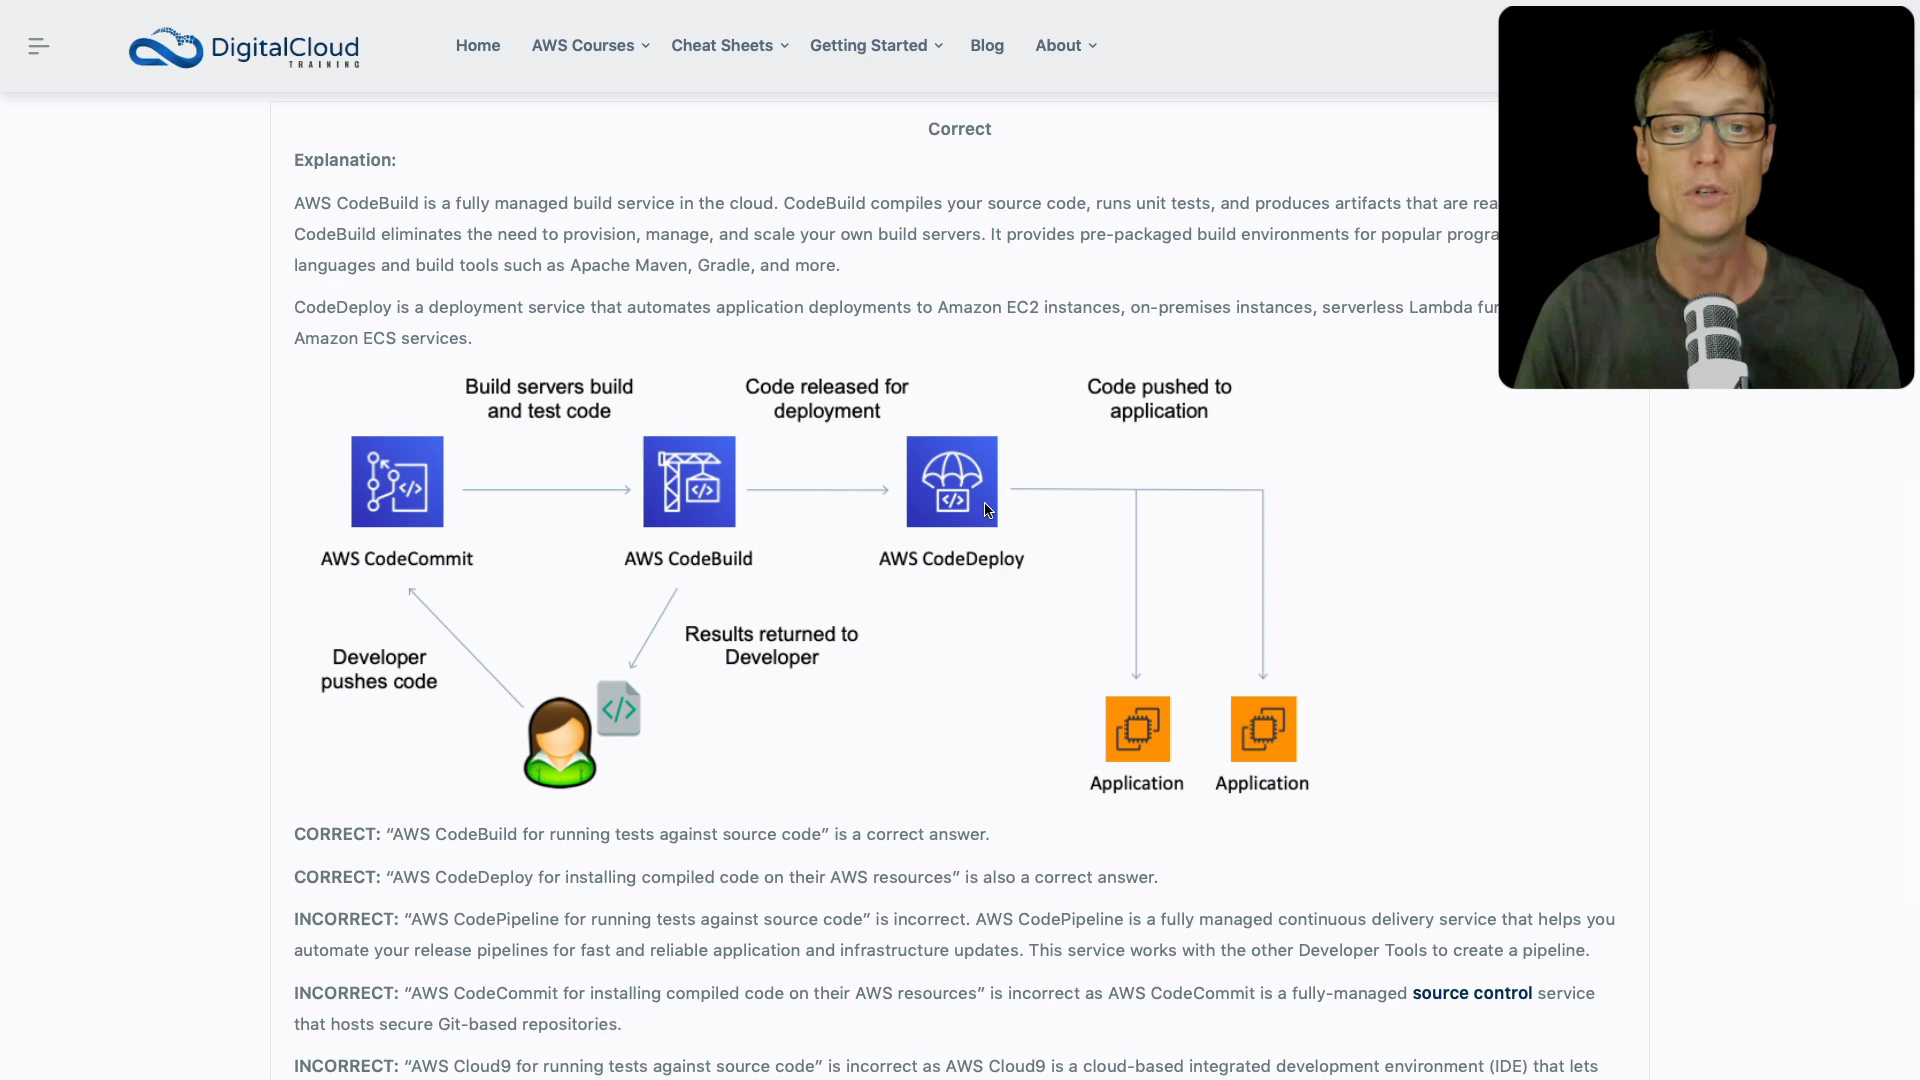 DigitalCloud
TRAINING
Home
AWS Courses
Cheat Sheets
Getting Started
Blog
About
Correct
Explanation:
AWS CodeBuild is a fully managed build service in the cloud. CodeBuild compiles your source code, runs unit tests, and produces artifacts that are rea
CodeBuild eliminates the need to provision, manage, and scale your own build servers. It provides pre-packaged build environments for popular progra
languages and build tools such as Apache Maven, Gradle, and more.
CodeDeploy is a deployment service that automates application deployments to Amazon EC2 instances, on-premises instances, serverless Lambda fun
Amazon ECS services.
Build servers build
and test code
Code released for
deployment
Code pushed to
application
AWS CodeCommit
AWS CodeBuild
AWS CodeDeploy
Developer
pushes code
Results returned to
Developer
Application
Application
CORRECT: “AWS CodeBuild for running tests against source code” is a correct answer.
CORRECT: “AWS CodeDeploy for installing compiled code on their AWS resources” is also a correct answer.
INCORRECT: “AWS CodePipeline for running tests against source code” is incorrect. AWS CodePipeline is a fully managed continuous delivery service that helps you
automate your release pipelines for fast and reliable application and infrastructure updates. This service works with the other Developer Tools to create a pipeline.
INCORRECT: “AWS CodeCommit for installing compiled code on their AWS resources” is incorrect as AWS CodeCommit is a fully-managed source control service
that hosts secure Git-based repositories.
INCORRECT: “AWS Cloud9 for running tests against source code” is incorrect as AWS Cloud9 is a cloud-based integrated development environment (IDE) that lets